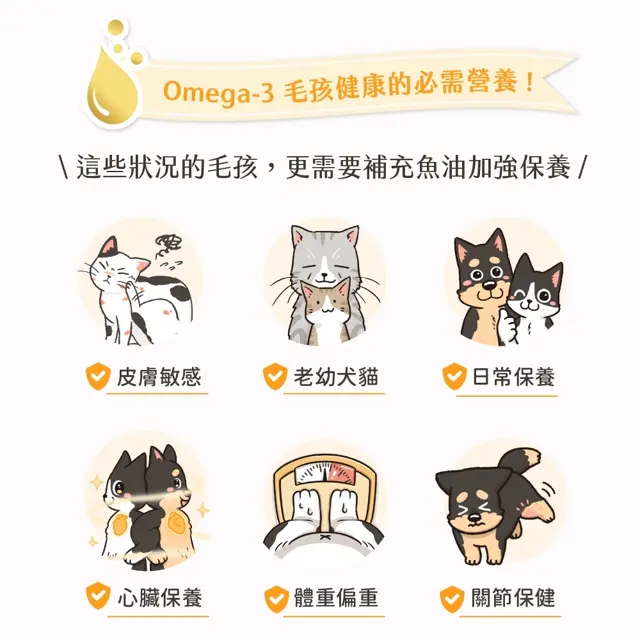 Omega-3 毛孩健康的必需營養！
\ 這些狀況的毛孩，更需要補充魚油加強保養 /
皮膚敏感
老幼犬貓
日常保養
心臟保養
體重偏重
關節保健